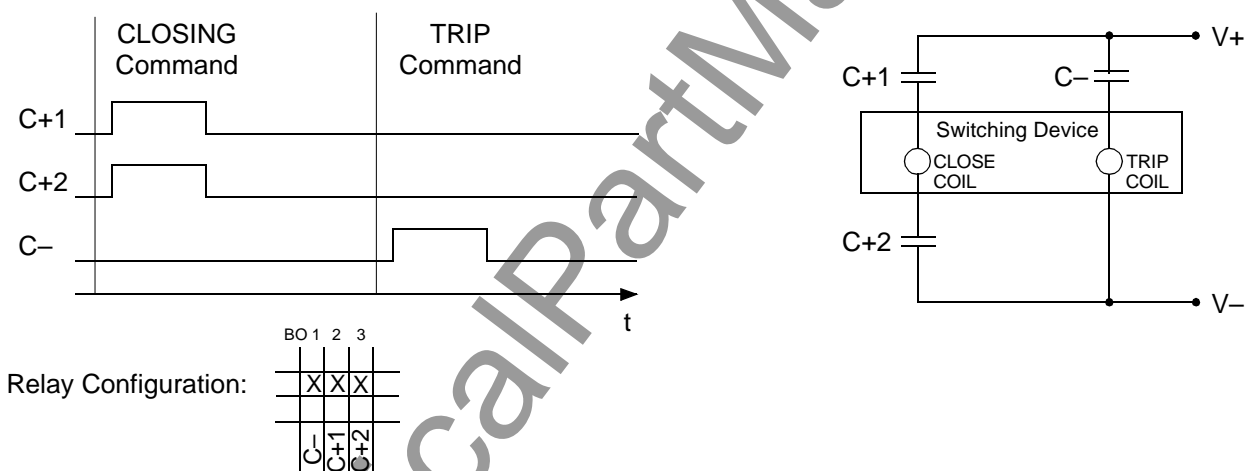 CLOSING
Command
TRIP
Command
C+1
C+2
C–
t
V+
C+1
C–
Switching Device
CLOSE
COIL
TRIP
COIL
C+2
V–
BO 1 2 3
Relay Configuration:
X X X
C–
C+1
C+2
calPartM